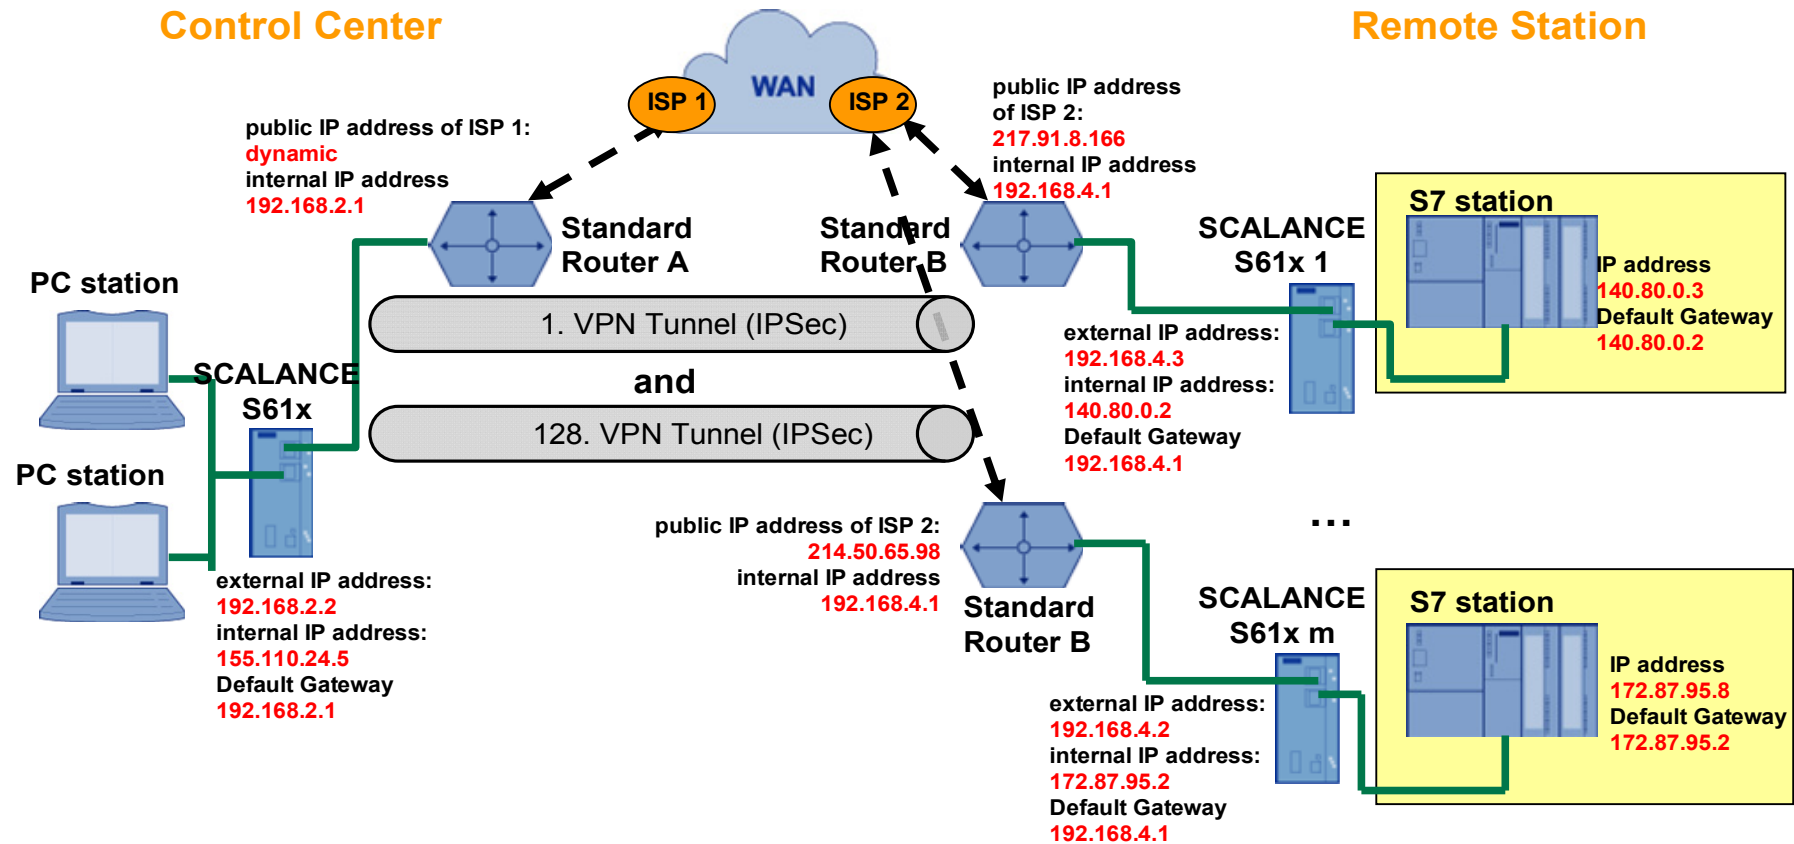 Control Center
Remote Station
WAN
ISP 1
ISP 2
public IP address of ISP 1:
dynamic
internal IP address
192.168.2.1
public IP address
of ISP 2:
217.91.8.166
internal IP address
192.168.4.1
Standard
Router A
Standard
Router B
SCALANCE
S61x 1
S7 station
IP address
140.80.0.3
Default Gateway
140.80.0.2
PC station
SCALANCE
S61x
1. VPN Tunnel (IPSec)
and
128. VPN Tunnel (IPSec)
external IP address:
192.168.4.3
internal IP address:
140.80.0.2
Default Gateway
192.168.4.1
PC station
external IP address:
192.168.2.2
internal IP address:
155.110.24.5
Default Gateway
192.168.2.1
public IP address of ISP 2:
214.50.65.98
internal IP address
192.168.4.1
Standard
Router B
...
SCALANCE
S61x m
S7 station
IP address
172.87.95.8
Default Gateway
172.87.95.2
external IP address:
192.168.4.2
internal IP address:
172.87.95.2
Default Gateway
192.168.4.1